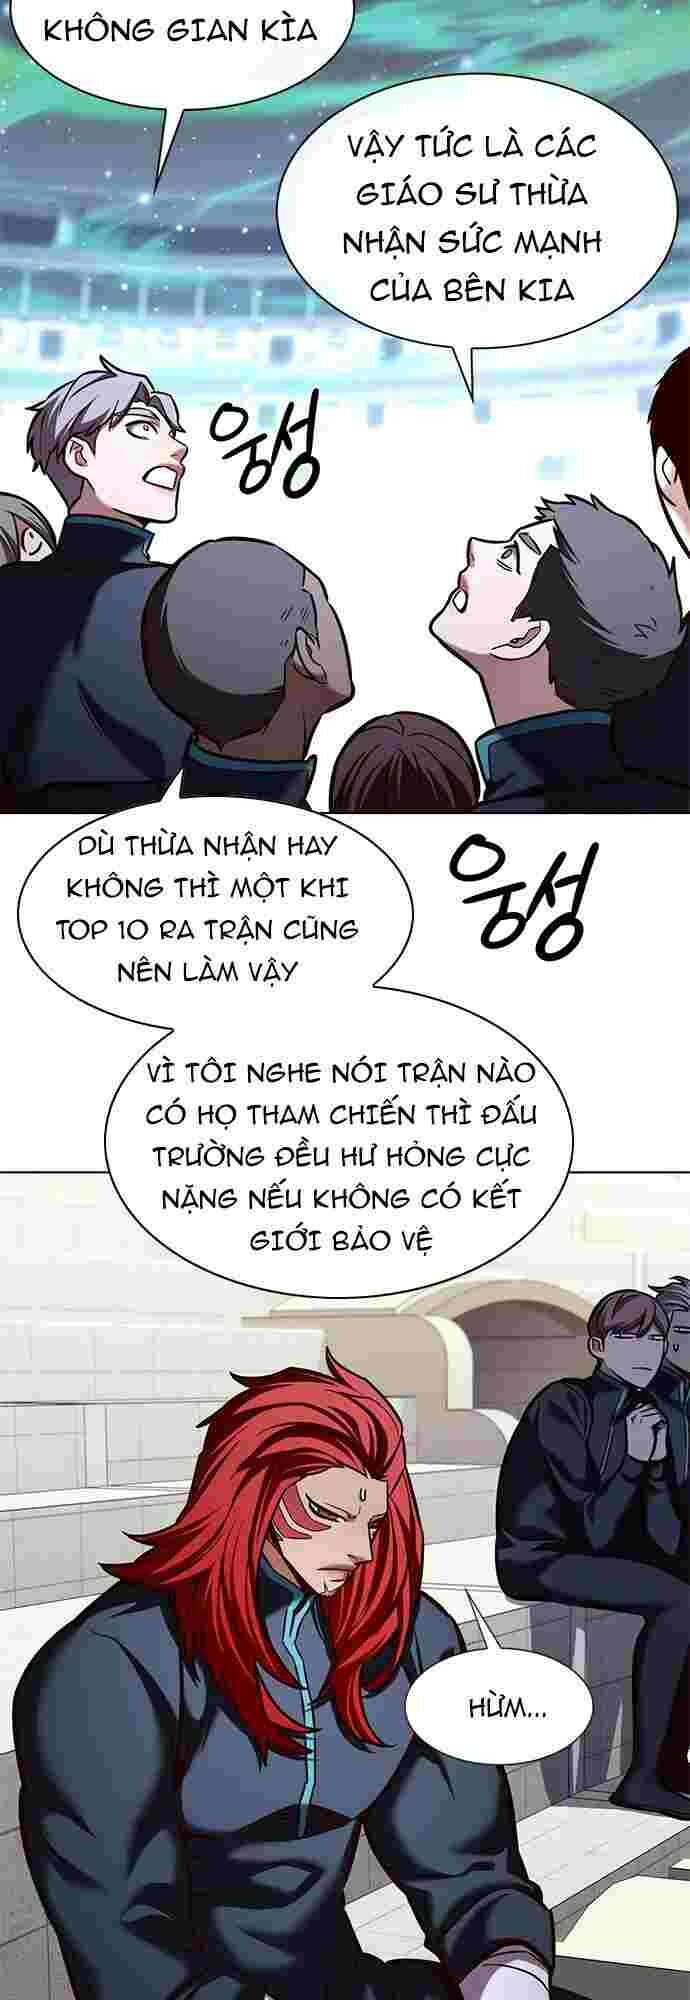 KHÔNG GIAN KÌA
VẬY TỨC LÀ CÁC
GIÁO SƯ THỪA
NHẬN SỨC MẠNH
CỦA BÊN KIA
웅성
DÙ THỪA NHẬN HAY
KHÔNG THÌ MỘT KHI
TOP 10 RA TRẬN CŨNG
NÊN LÀM VẬY
웅성
VÌ TÔI NGHE NÓI TRẬN NÀO
CÓ HỌ THAM CHIẾN THÌ ĐẤU
TRƯỜNG ĐỀU HƯ HỎNG CỰC
NẶNG NẾU KHÔNG CÓ KẾT
GIỚI BẢO VỆ
HỪM...